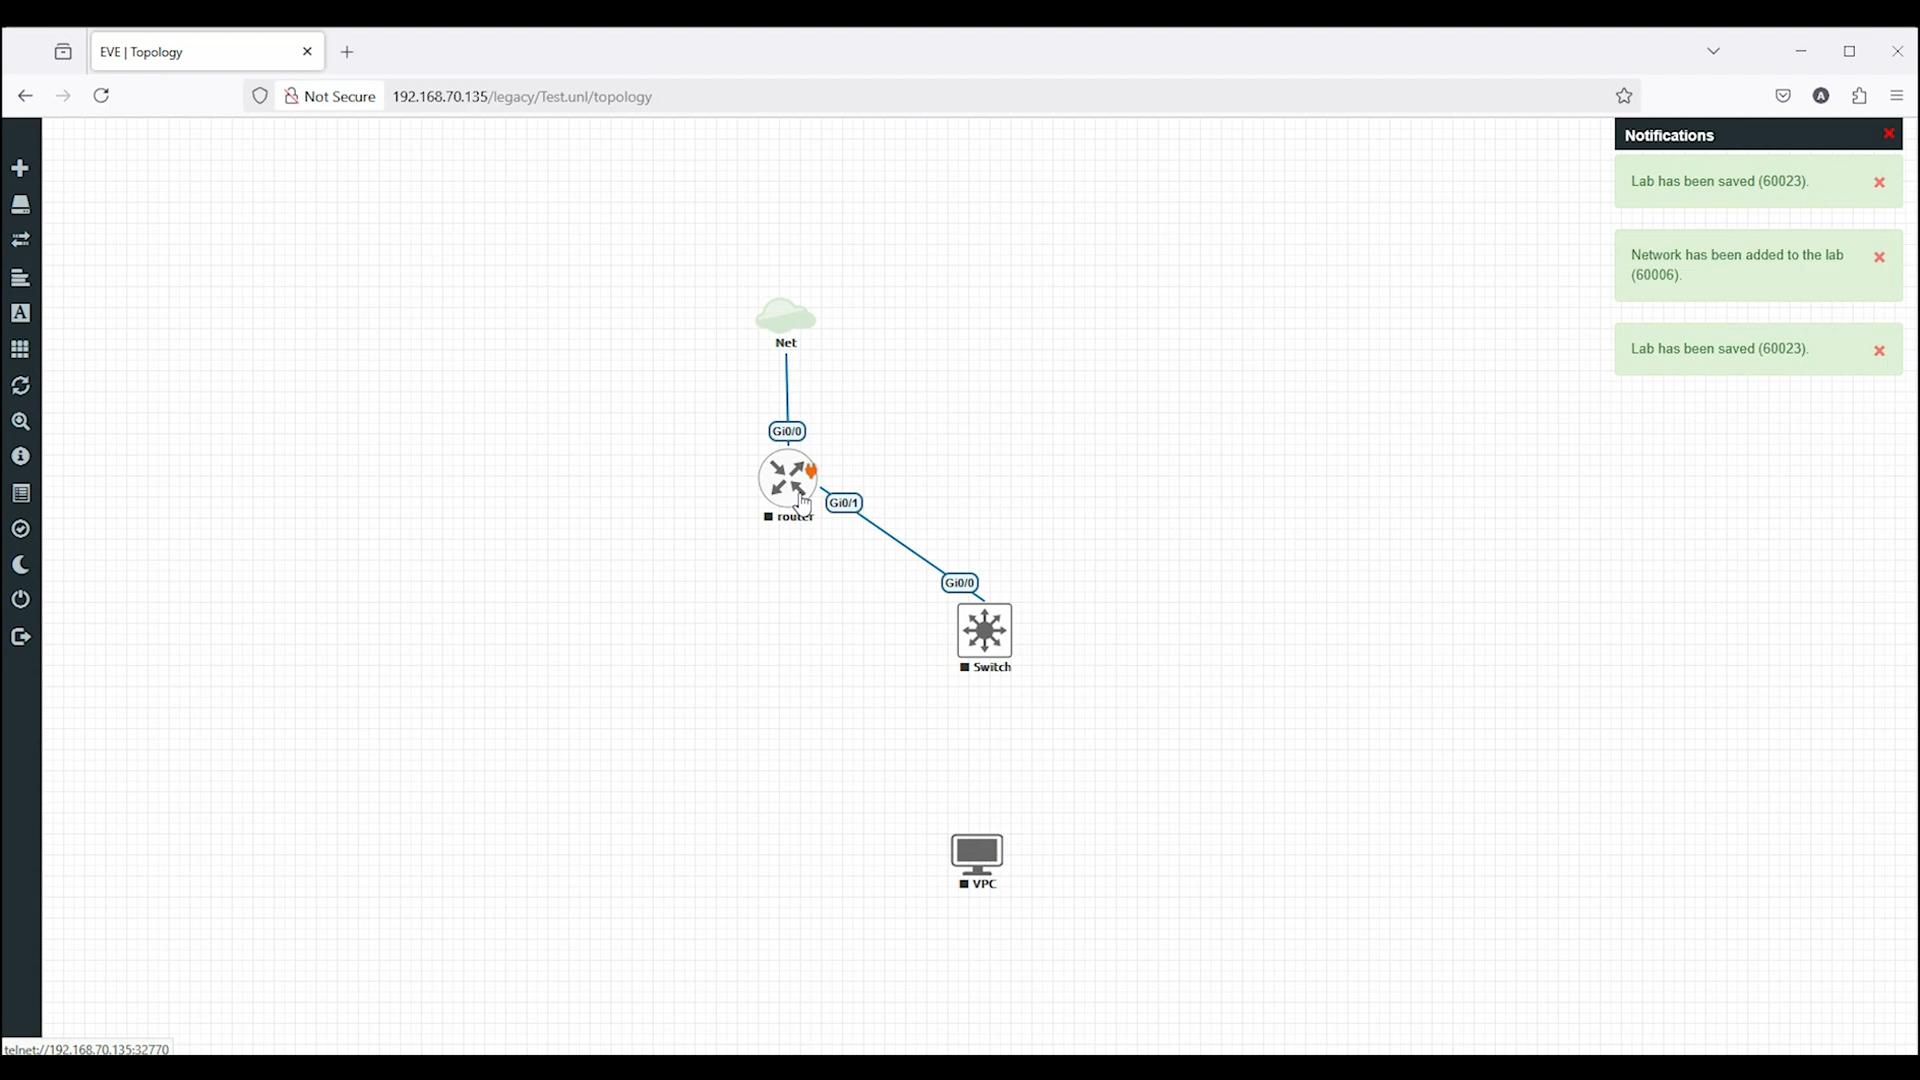 EVE | Topology
Not Secure
192.168.70.135/legacy/Test.unl/topology
A
Notifications
Lab has been saved (60023).
Network has been added to the lab
(60006).
Lab has been saved (60023).
A
Net
Gi0/0
router
Gi0/1
Gi0/0
Switch
VPC
telnet://192.168.70.135:32770